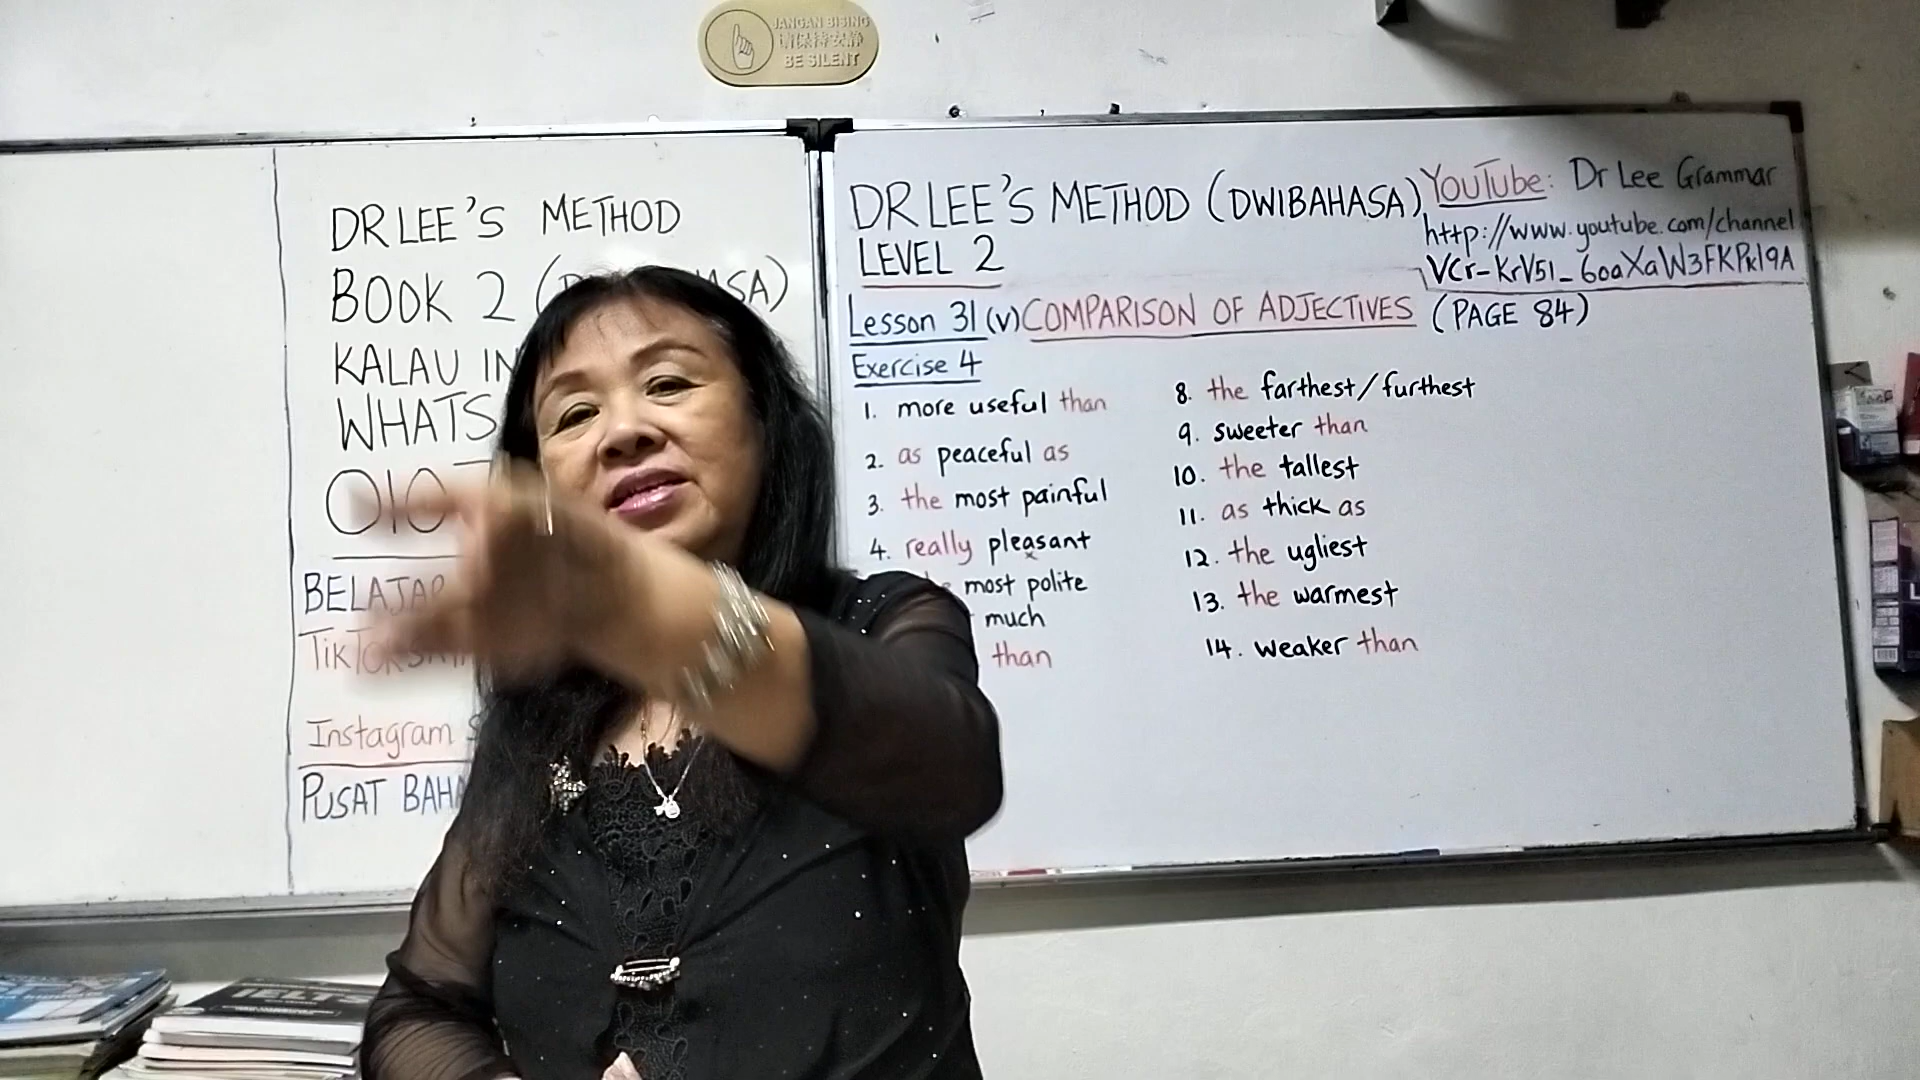 JANGAN BISING
请保持安静
BE SILENT
DR LEE'S METHOD
BOOK 2
KALAU
WHATS
010
BELAJAR
TikTok
Instagram
PUSAT
IELTS
DR LEE'S METHOD (DWIBAHASA)
LEVEL 2
YouTube: Dr Lee Grammar
http://www.youtube.com/channel
VCr-KrV51_6oaXaW3FKPkl9A
Lesson 31 (v) COMPARISON OF ADJECTIVES (PAGE 84)
Exercise 4
1. more useful than
2. as peaceful as
3. the most painful
4. really pleasant
most polite
much
than
8. the farthest/furthest
9. sweeter than
10. the tallest
11. as thick as
12. the ugliest
13. the warmest
14. weaker than